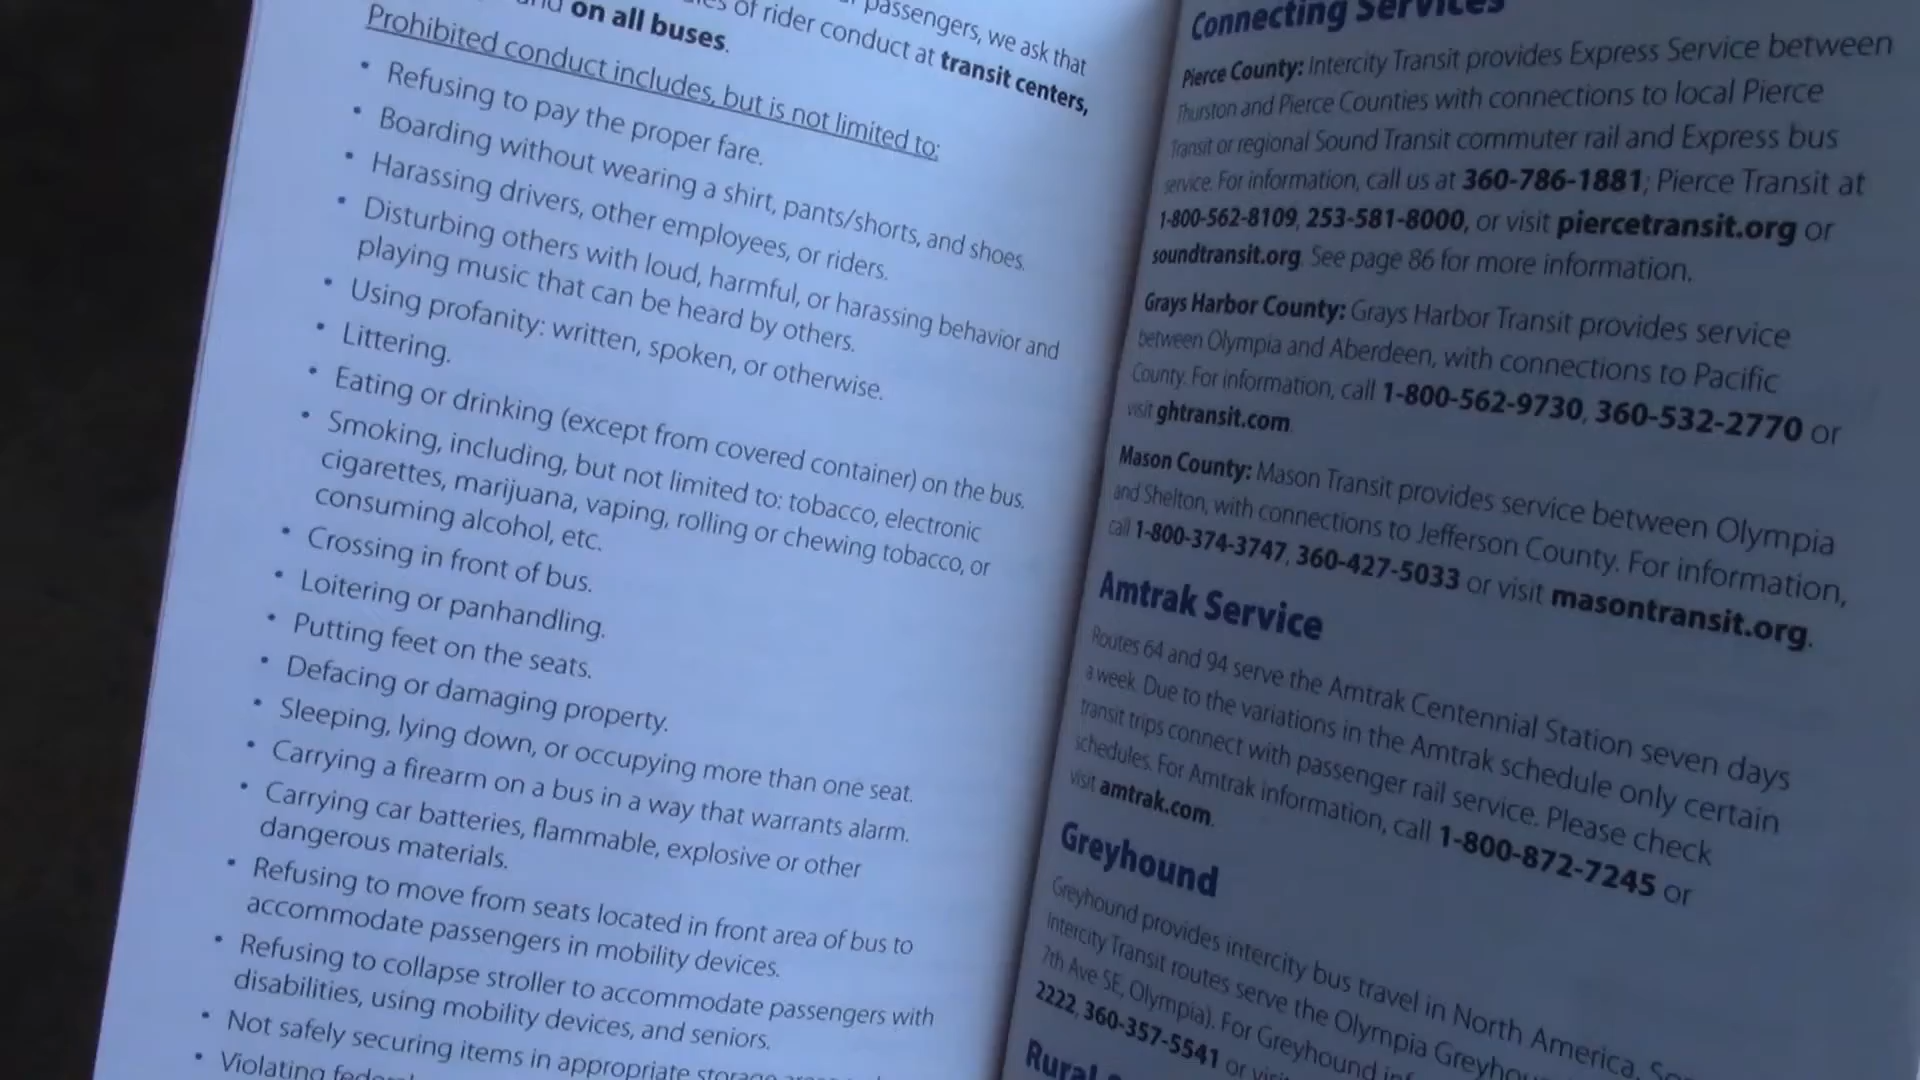 passengers, we ask that
of rider conduct at transit centers,
on all buses.
Prohibited conduct includes, but is not limited to:
• Refusing to pay the proper fare.
• Boarding without wearing a shirt, pants/shorts, and shoes.
• Harassing drivers, other employees, or riders.
• Disturbing others with loud, harmful, or harassing behavior and
playing music that can be heard by others.
• Using profanity: written, spoken, or otherwise.
• Littering.
• Eating or drinking (except from covered container) on the bus.
• Smoking, including, but not limited to: tobacco, electronic
cigarettes, marijuana, vaping, rolling or chewing tobacco, or
consuming alcohol, etc.
• Crossing in front of bus.
• Loitering or panhandling.
• Putting feet on the seats.
• Defacing or damaging property.
• Sleeping, lying down, or occupying more than one seat.
• Carrying a firearm on a bus in a way that warrants alarm.
• Carrying car batteries, flammable, explosive or other
dangerous materials.
• Refusing to move from seats located in front area of bus to
accommodate passengers in mobility devices.
• Refusing to collapse stroller to accommodate passengers with
disabilities, using mobility devices, and seniors.
• Not safely securing items in appropriate storage
• Violating
Connecting Services
Pierce County: Intercity Transit provides Express Service between
Thurston and Pierce Counties with connections to local Pierce
Transit or regional Sound Transit commuter rail and Express bus
service. For information, call us at 360-786-1881; Pierce Transit at
1-800-562-8109, 253-581-8000, or visit piercetransit.org or
soundtransit.org. See page 86 for more information.
Grays Harbor County: Grays Harbor Transit provides service
between Olympia and Aberdeen, with connections to Pacific
County. For information, call 1-800-562-9730, 360-532-2770 or
visit ghtransit.com.
Mason County: Mason Transit provides service between Olympia
and Shelton, with connections to Jefferson County. For information,
call 1-800-374-3747, 360-427-5033 or visit masontransit.org.
Amtrak Service
Routes 64 and 94 serve the Amtrak Centennial Station seven days
a week. Due to the variations in the Amtrak schedule only certain
transit trips connect with passenger rail service. Please check
schedules. For Amtrak information, call 1-800-872-7245 or
visit amtrak.com.
Greyhound
Greyhound provides intercity bus travel in North America.
Intercity Transit routes serve the Olympia
7th Ave SE, Olympia). For Greyhound
2222, 360-357-5541 or
Rural